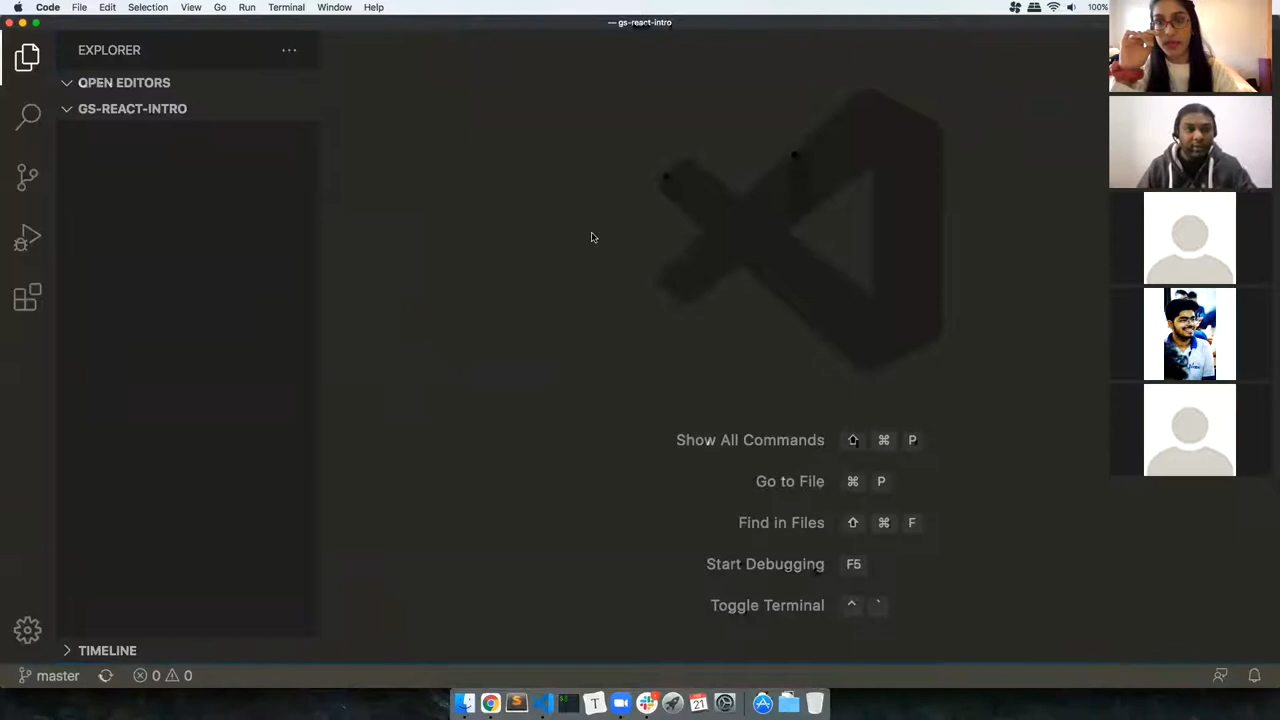 Code File Edit Selection View Go Run Terminal Window Help
100%
— gs-react-intro
EXPLORER
OPEN EDITORS
GS-REACT-INTRO
Show All Commands ⇧ ⌘ P
Go to File ⌘ P
Find in Files ⇧ ⌘ F
Start Debugging F5
Toggle Terminal ^ `
TIMELINE
master 0 0
T
21